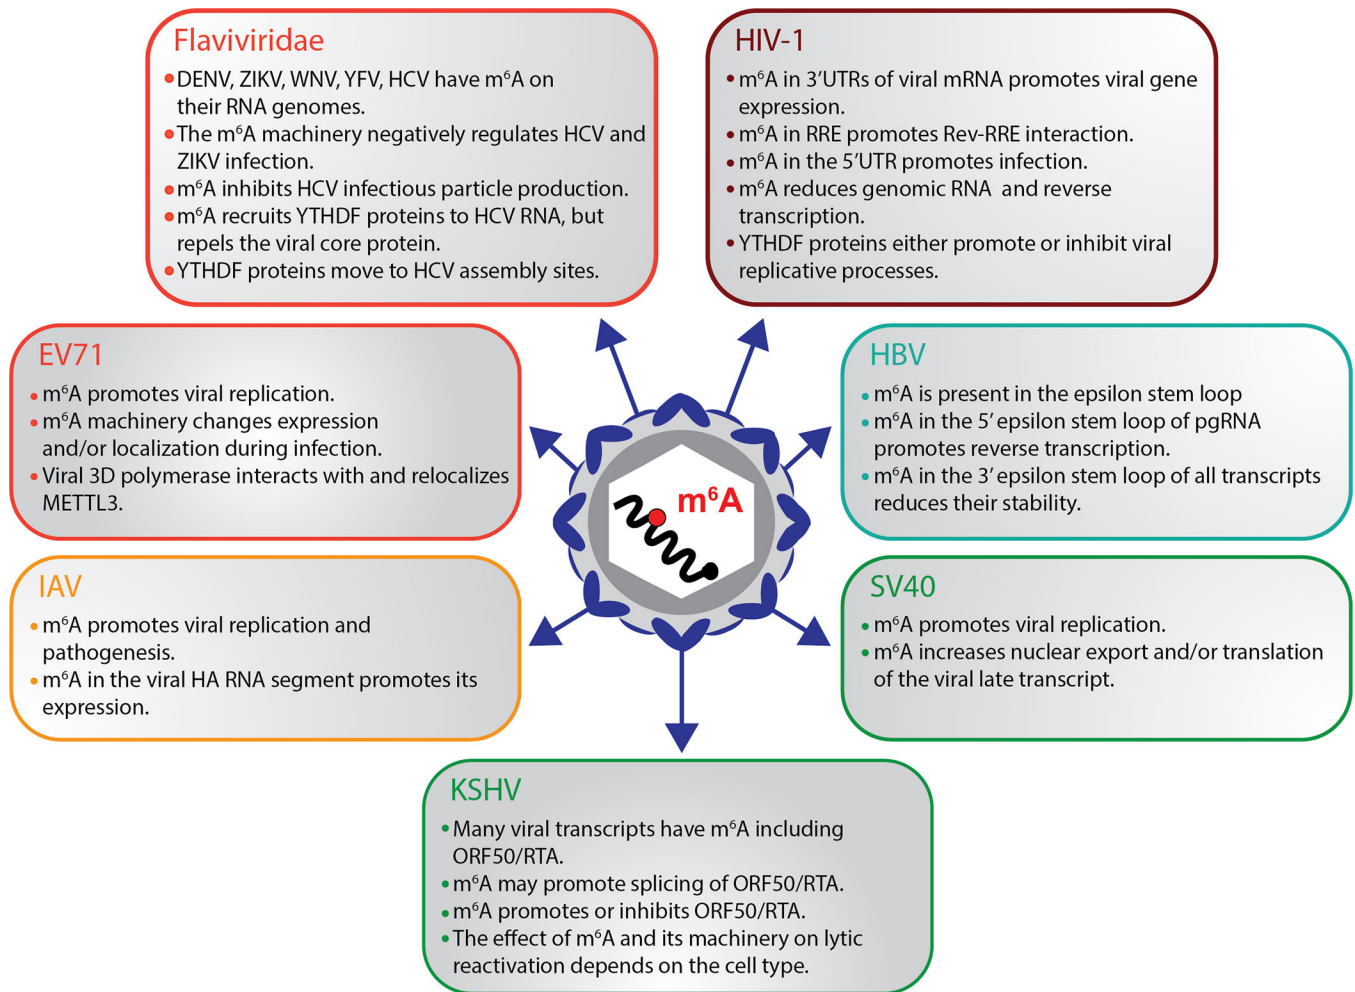 Flaviviridae
•DENV, ZIKV, WNV, YFV, HCV have m⁶A on
their RNA genomes.
•The m⁶A machinery negatively regulates HCV and
ZIKV infection.
•m⁶A inhibits HCV infectious particle production.
•m⁶A recruits YTHDF proteins to HCV RNA, but
repels the viral core protein.
•YTHDF proteins move to HCV assembly sites.
HIV-1
•m⁶A in 3’UTRs of viral mRNA promotes viral gene
expression.
•m⁶A in RRE promotes Rev-RRE interaction.
•m⁶A in the 5’UTR promotes infection.
•m⁶A reduces genomic RNA and reverse
transcription.
•YTHDF proteins either promote or inhibit viral
replicative processes.
EV71
•m⁶A promotes viral replication.
•m⁶A machinery changes expression
and/or localization during infection.
•Viral 3D polymerase interacts with and relocalizes
METTL3.
HBV
•m⁶A is present in the epsilon stem loop
•m⁶A in the 5’ epsilon stem loop of pgRNA
promotes reverse transcription.
•m⁶A in the 3’ epsilon stem loop of all transcripts
reduces their stability.
m⁶A
IAV
•m⁶A promotes viral replication and
pathogenesis.
•m⁶A in the viral HA RNA segment promotes its
expression.
SV40
•m⁶A promotes viral replication.
•m⁶A increases nuclear export and/or translation
of the viral late transcript.
KSHV
•Many viral transcripts have m⁶A including
ORF50/RTA.
•m⁶A may promote splicing of ORF50/RTA.
•m⁶A promotes or inhibits ORF50/RTA.
•The effect of m⁶A and its machinery on lytic
reactivation depends on the cell type.